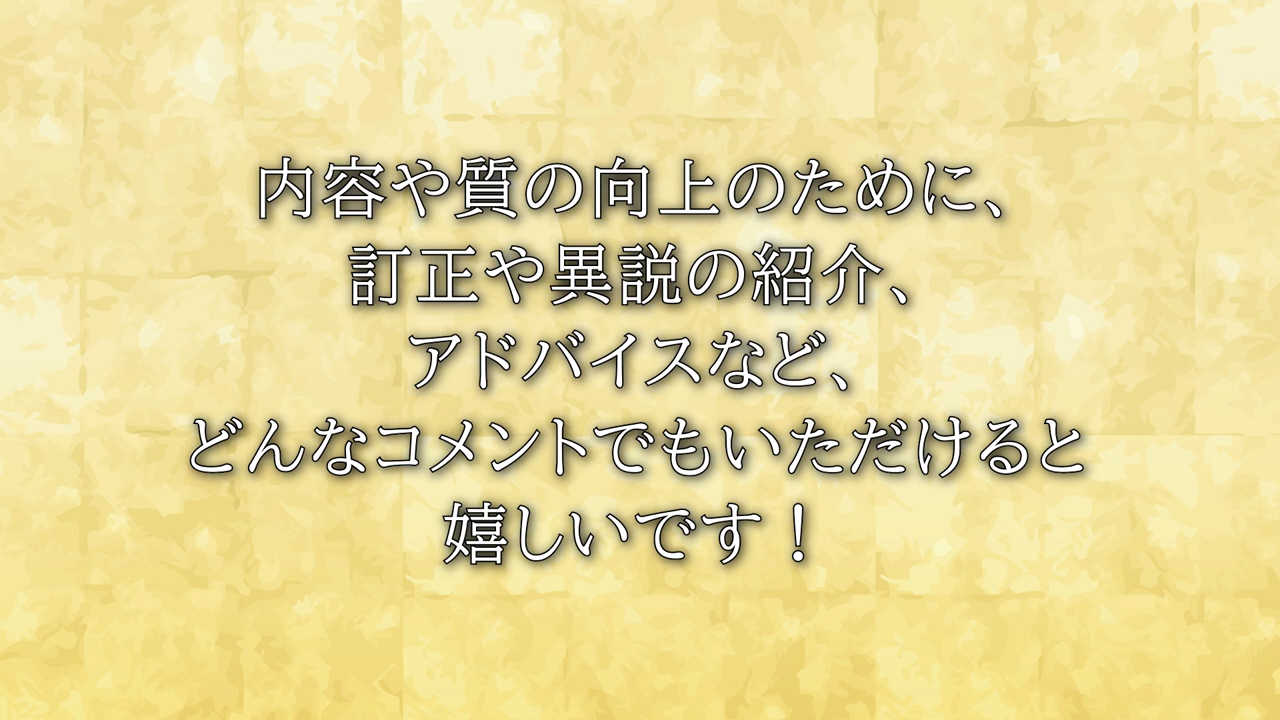 内容や質の向上のために、
訂正や異説の紹介、
アドバイスなど、
どんなコメントでもいただけると
嬉しいです！